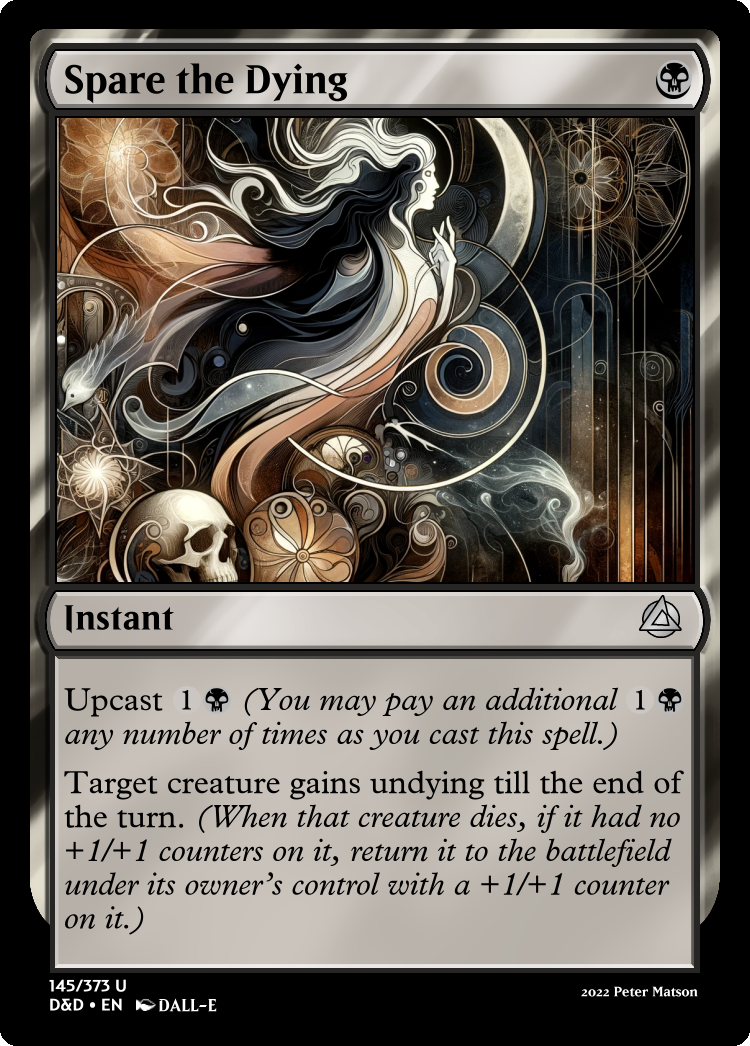 Spare the Dying
Instant
Upcast 1 (You may pay an additional 1
any number of times as you cast this spell.)
Target creature gains undying till the end of
the turn. (When that creature dies, if it had no
+1/+1 counters on it, return it to the battlefield
under its owner's control with a +1/+1 counter
on it.)
145/373 U
D&D • EN DALL-E
2022 Peter Matson